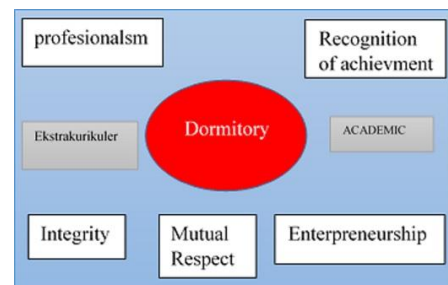 profesionalsm
Recognition
of achievment
Dormitory
Ekstrakurikuler
ACADEMIC
Integrity
Mutual
Respect
Enterpreneurship